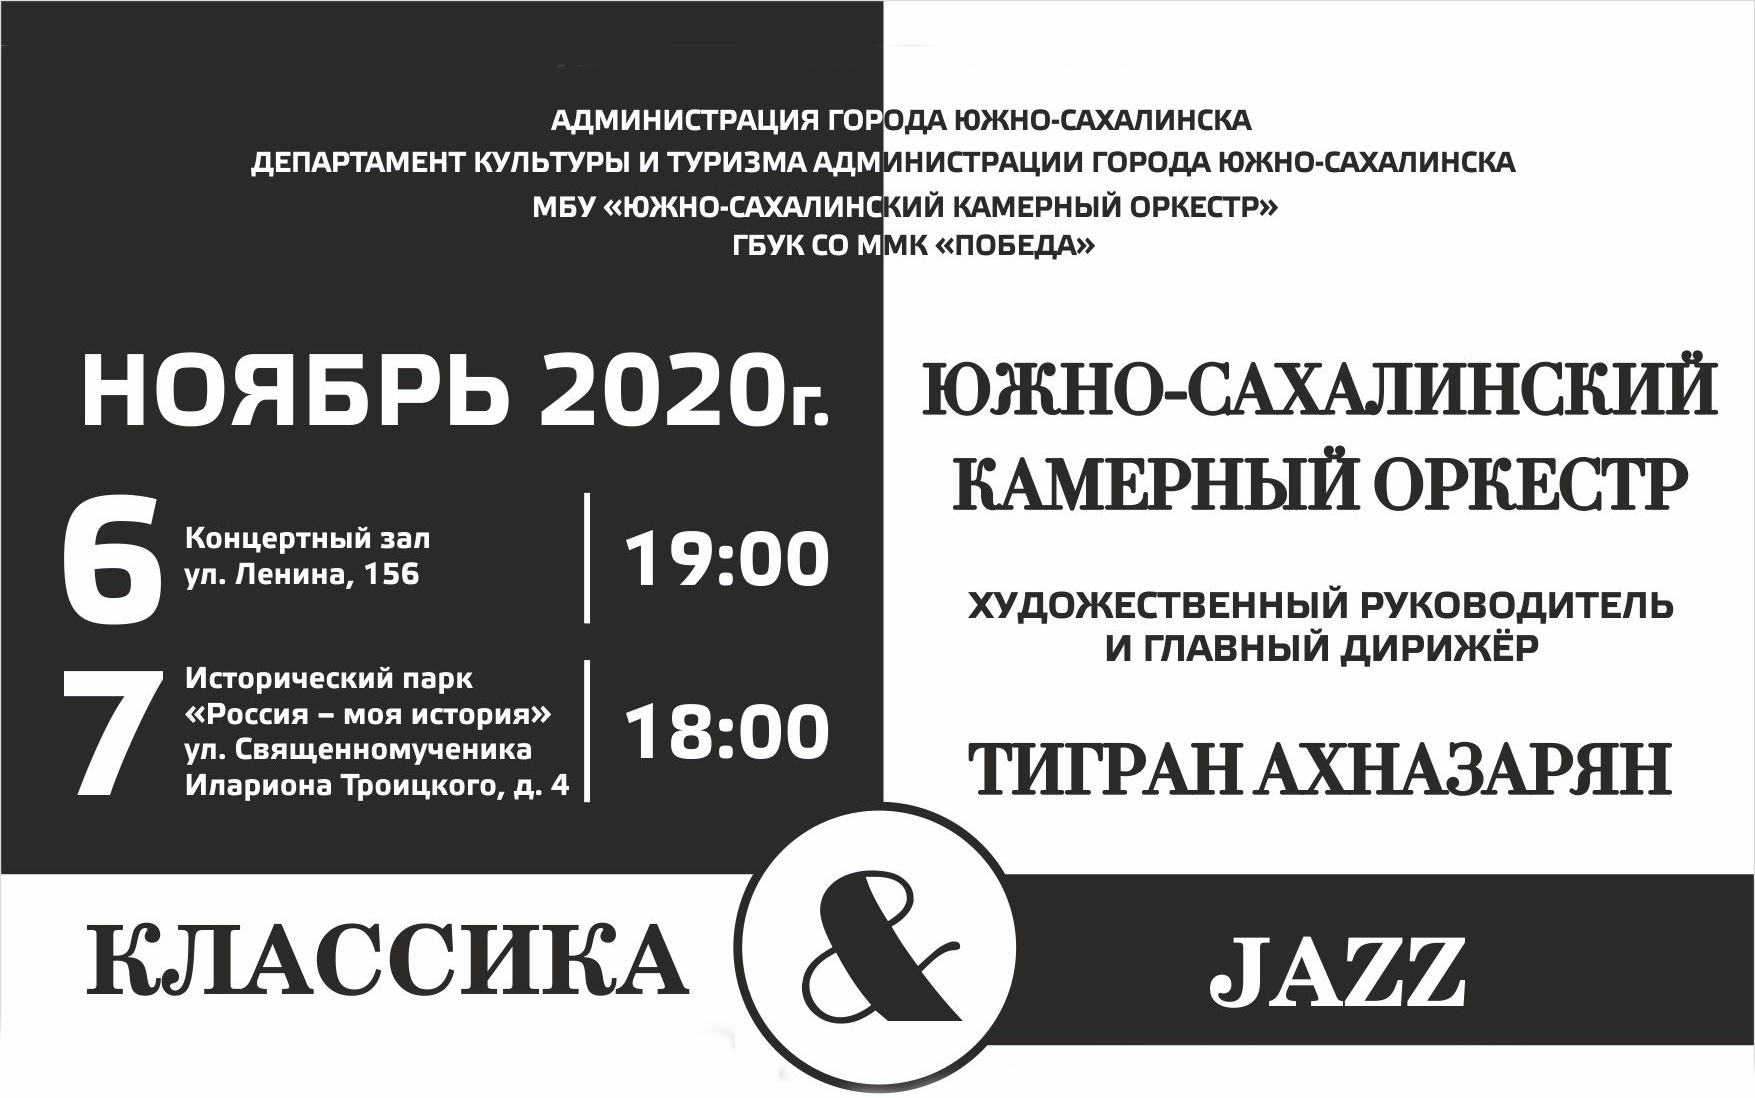 АДМИНИСТРАЦИЯ ГОРОДА ЮЖНО-САХАЛИНСКА
ДЕПАРТАМЕНТ КУЛЬТУРЫ И ТУРИЗМА АДМИНИСТРАЦИИ ГОРОДА ЮЖНО-САХАЛИНСКА
МБУ «ЮЖНО-САХАЛИНСКИЙ КАМЕРНЫЙ ОРКЕСТР»
ГБУК СО ММК «ПОБЕДА»
НОЯБРЬ 2020г.
6
Концертный зал
ул. Ленина, 156
19:00
7
Исторический парк
«Россия – моя история»
ул. Священномученика
Илариона Троицкого, д. 4
18:00
ЮЖНО-САХАЛИНСКИЙ
КАМЕРНЫЙ ОРКЕСТР
ХУДОЖЕСТВЕННЫЙ РУКОВОДИТЕЛЬ
И ГЛАВНЫЙ ДИРИЖЁР
ТИГРАН АХНАЗАРЯН
КЛАССИКА & JAZZ